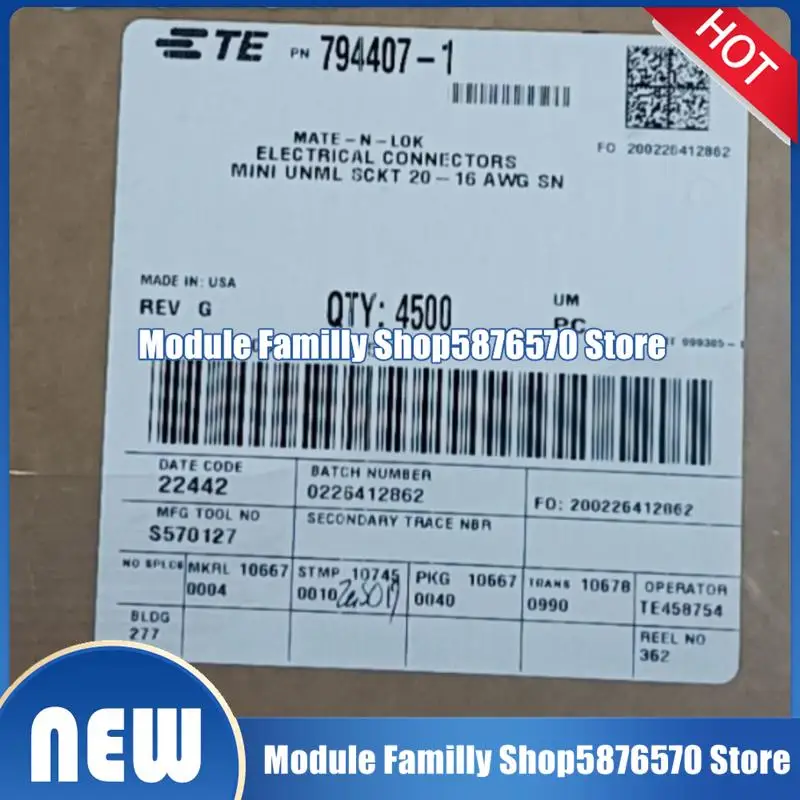 HOT
TE PN 794407-1
FO 200226412862
MATE-N-LOK
ELECTRICAL CONNECTORS
MINI UNML SCKT 20-16 AWG SN
MADE IN: USA
REV G QTY: 4500 UM
PC
Module Familly Shop5876570 Store
DATE CODE
22442
BATCH NUMBER
0226412862
FO: 200226412862
MFG TOOL NO
S570127
SECONDARY TRACE NBR
NO SPLCS
MKRL 10667
0004
STMP 10745
0010
PKG 10667
0040
TRANS 10678
0990
OPERATOR
TE458754
BLDG
277
REEL NO
362
NEW
Module Familly Shop5876570 Store